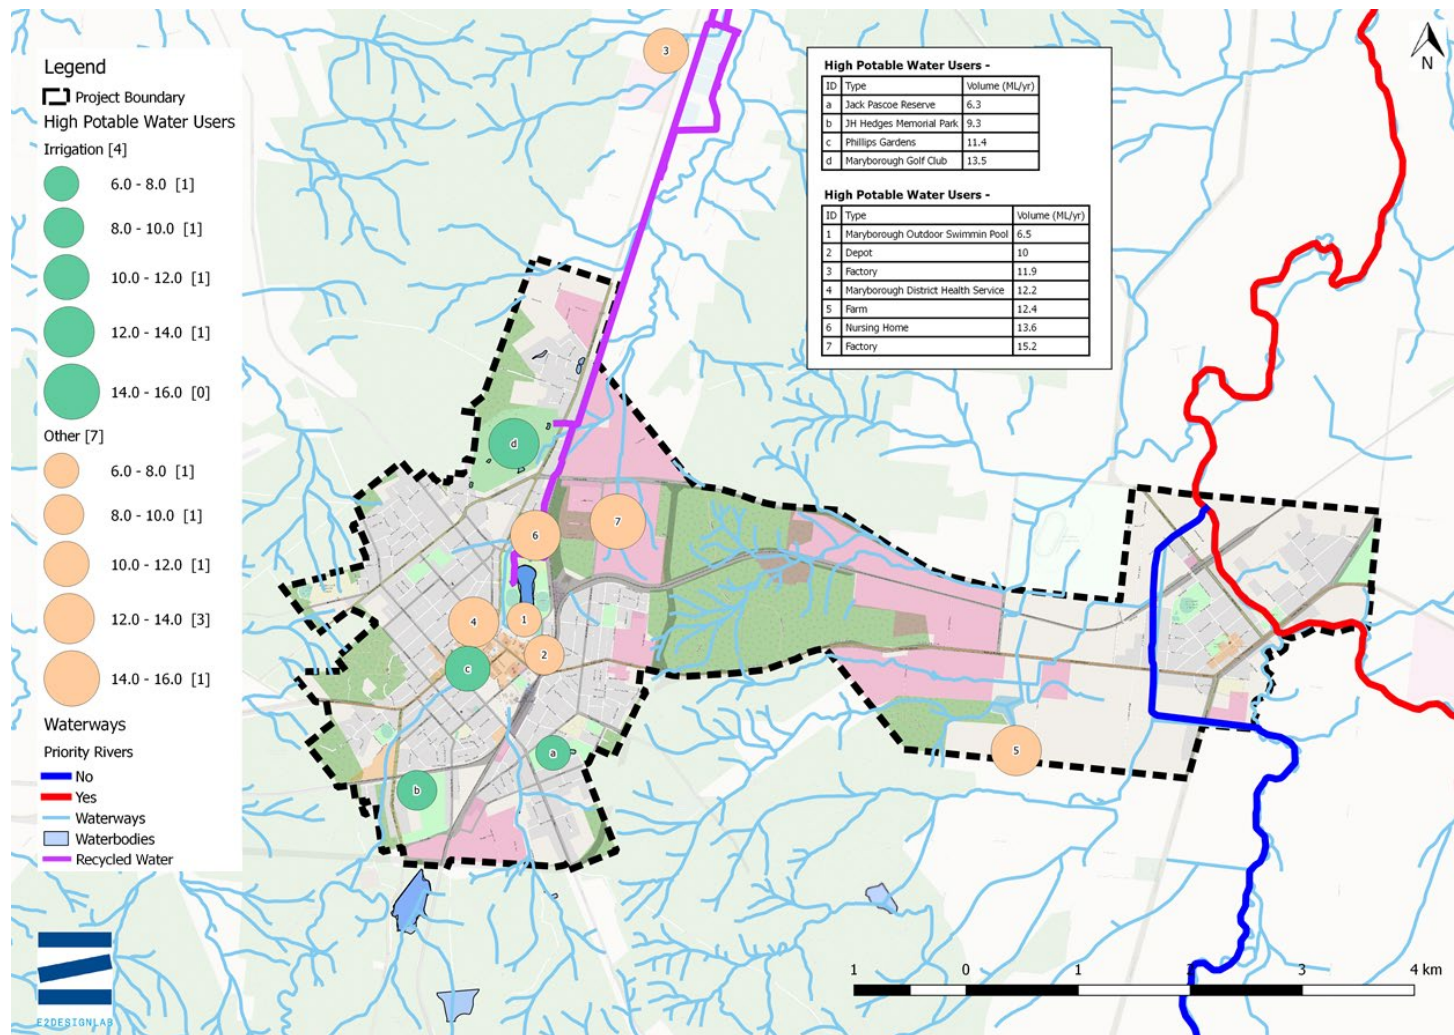 Legend
Project Boundary
High Potable Water Users
Irrigation [4]
6.0 - 8.0 [1]
8.0 - 10.0 [1]
10.0 - 12.0 [1]
12.0 - 14.0 [1]
14.0 - 16.0 [0]
Other [7]
6.0 - 8.0 [1]
8.0 - 10.0 [1]
10.0 - 12.0 [1]
12.0 - 14.0 [3]
14.0 - 16.0 [1]
Waterways
Priority Rivers
No
Yes
Waterways
Waterbodies
Recycled Water
E2DESIGNLAB
High Potable Water Users -
ID Type Volume (ML/yr)
a Jack Pascoe Reserve 6.3
b JH Hedges Memorial Park 9.3
c Phillips Gardens 11.4
d Maryborough Golf Club 13.5
High Potable Water Users -
ID Type Volume (ML/yr)
1 Maryborough Outdoor Swimmin Pool 6.5
2 Depot 10
3 Factory 11.9
4 Maryborough District Health Service 12.2
5 Farm 12.4
6 Nursing Home 13.6
7 Factory 15.2
N
3
d
7
6
1
4
2
c
a
b
5
1 0 1 2 3 4 km